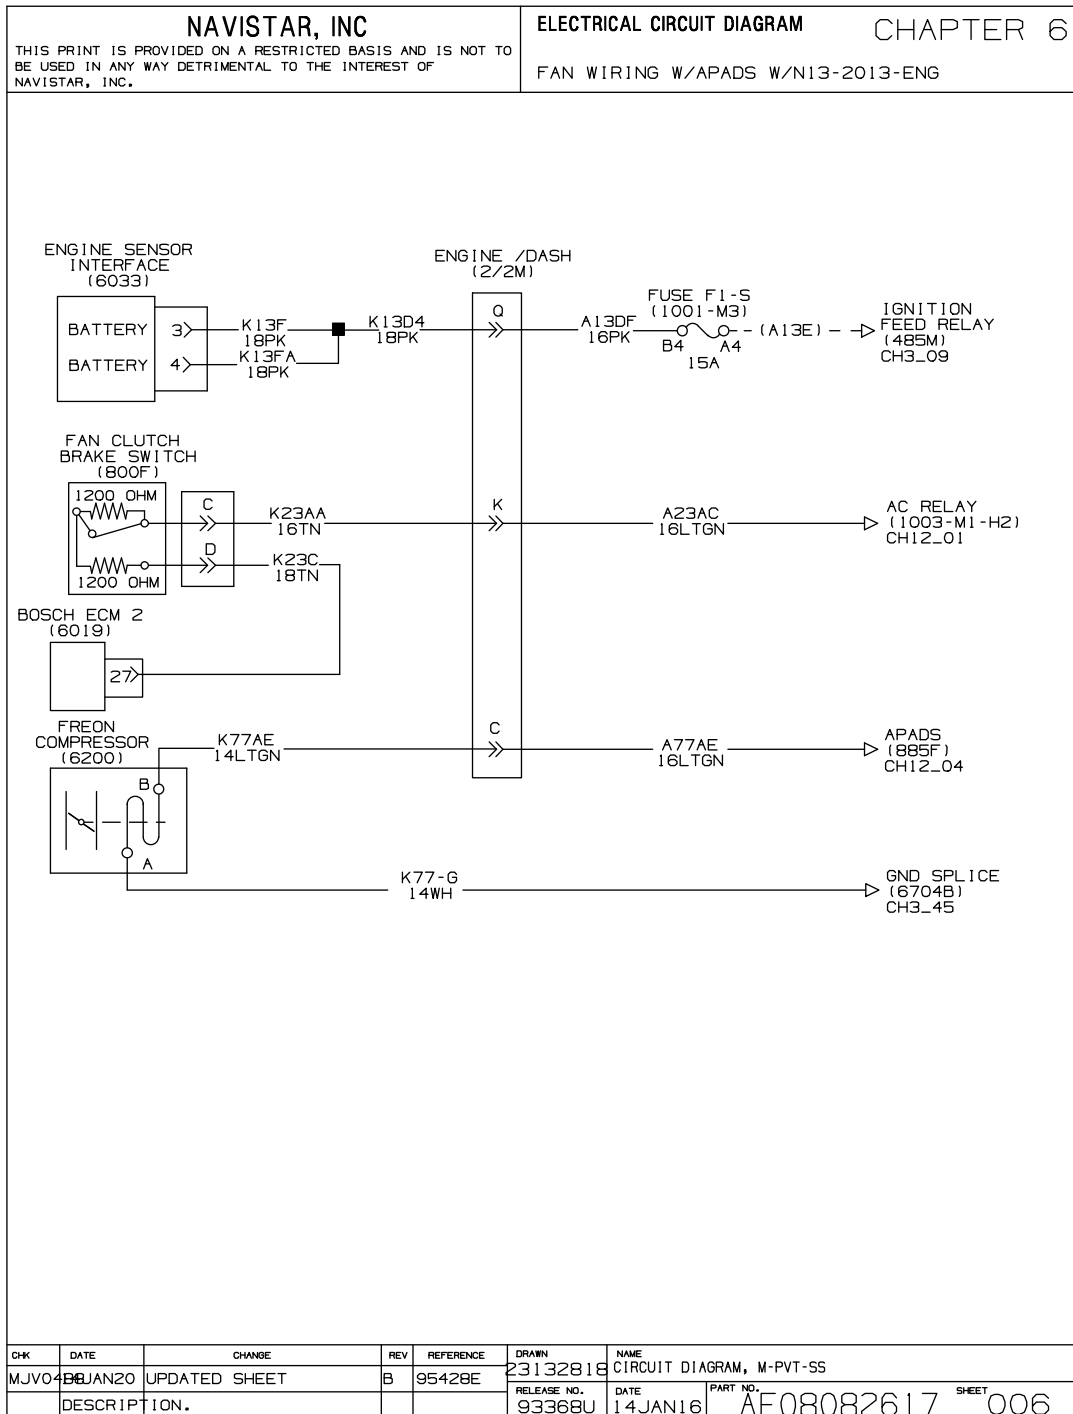 NAVISTAR, INC
THIS PRINT IS PROVIDED ON A RESTRICTED BASIS AND IS NOT TO
BE USED IN ANY WAY DETRIMENTAL TO THE INTEREST OF
NAVISTAR, INC.
ELECTRICAL CIRCUIT DIAGRAM
CHAPTER 6
FAN WIRING W/APADS W/N13-2013-ENG
ENGINE SENSOR
INTERFACE
(6033)
BATTERY 3
BATTERY 4
K13F
18PK
K13FA
18PK
K13D4
18PK
ENGINE /DASH
(2/2M)
Q
A13DF
16PK
FUSE F1-S
(1001-M3)
B4 A4
15A
(A13E)
IGNITION
FEED RELAY
(485M)
CH3_09
FAN CLUTCH
BRAKE SWITCH
(800F)
1200 OHM
1200 OHM
C
D
K23AA
16TN
K23C
18TN
K
A23AC
16LTGN
AC RELAY
(1003-M1-H2)
CH12_01
BOSCH ECM 2
(6019)
27
FREON
COMPRESSOR
(6200)
B
A
K77AE
14LTGN
C
A77AE
16LTGN
APADS
(885F)
CH12_04
K77-G
14WH
GND SPLICE
(6704B)
CH3_45
CHK DATE CHANGE REV REFERENCE
UPDATED SHEET B 95428E
DESCRIPTION.
DRAWN
23132818
NAME
CIRCUIT DIAGRAM, M-PVT-SS
RELEASE NO.
93368U
DATE
14JAN16
PART NO.
AE08082617
SHEET
006